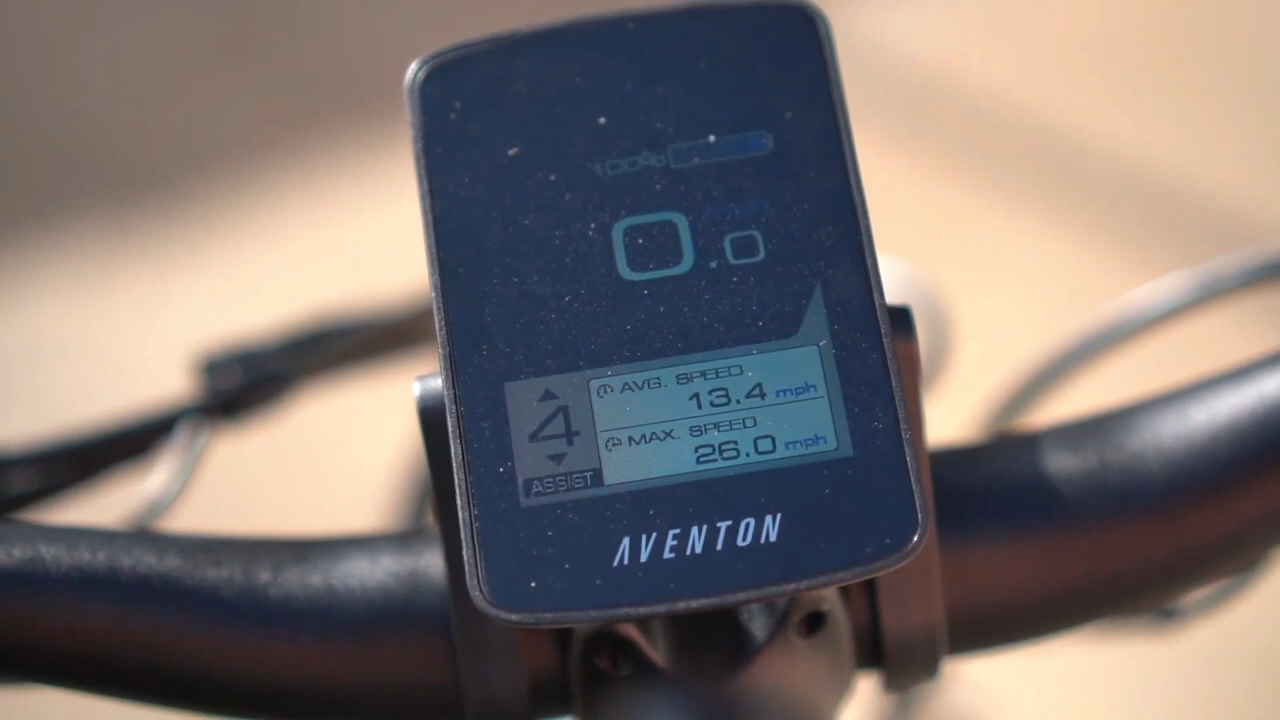 100%
0.0
4
ASSIST
AVG. SPEED
13.4 mph
MAX. SPEED
26.0 mph
AVENTON